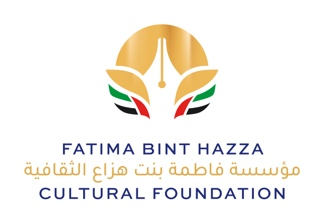 FATIMA BINT HAZZA
مؤسسة فاطمة بنت هزاع الثقافية
CULTURAL FOUNDATION